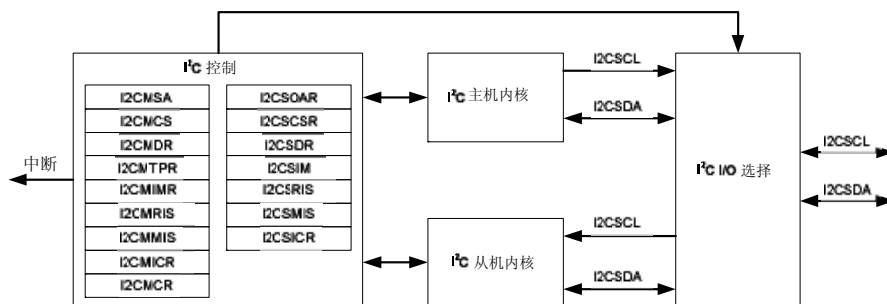 I²C 控制
I2CMSA
I2CMCS
I2CMDR
I2CMTPR
I2CMIMR
I2CMRIS
I2CMMIS
I2CMICR
I2CMCR
I2CSOAR
I2CSCSR
I2CSDR
I2CSIM
I2CSRIS
I2CSMIS
I2CSICR
中断
I²C 主机内核
I2CSCL
I2CSDA
I²C 从机内核
I2CSCL
I2CSDA
I²C I/O 选择
I2CSCL
I2CSDA